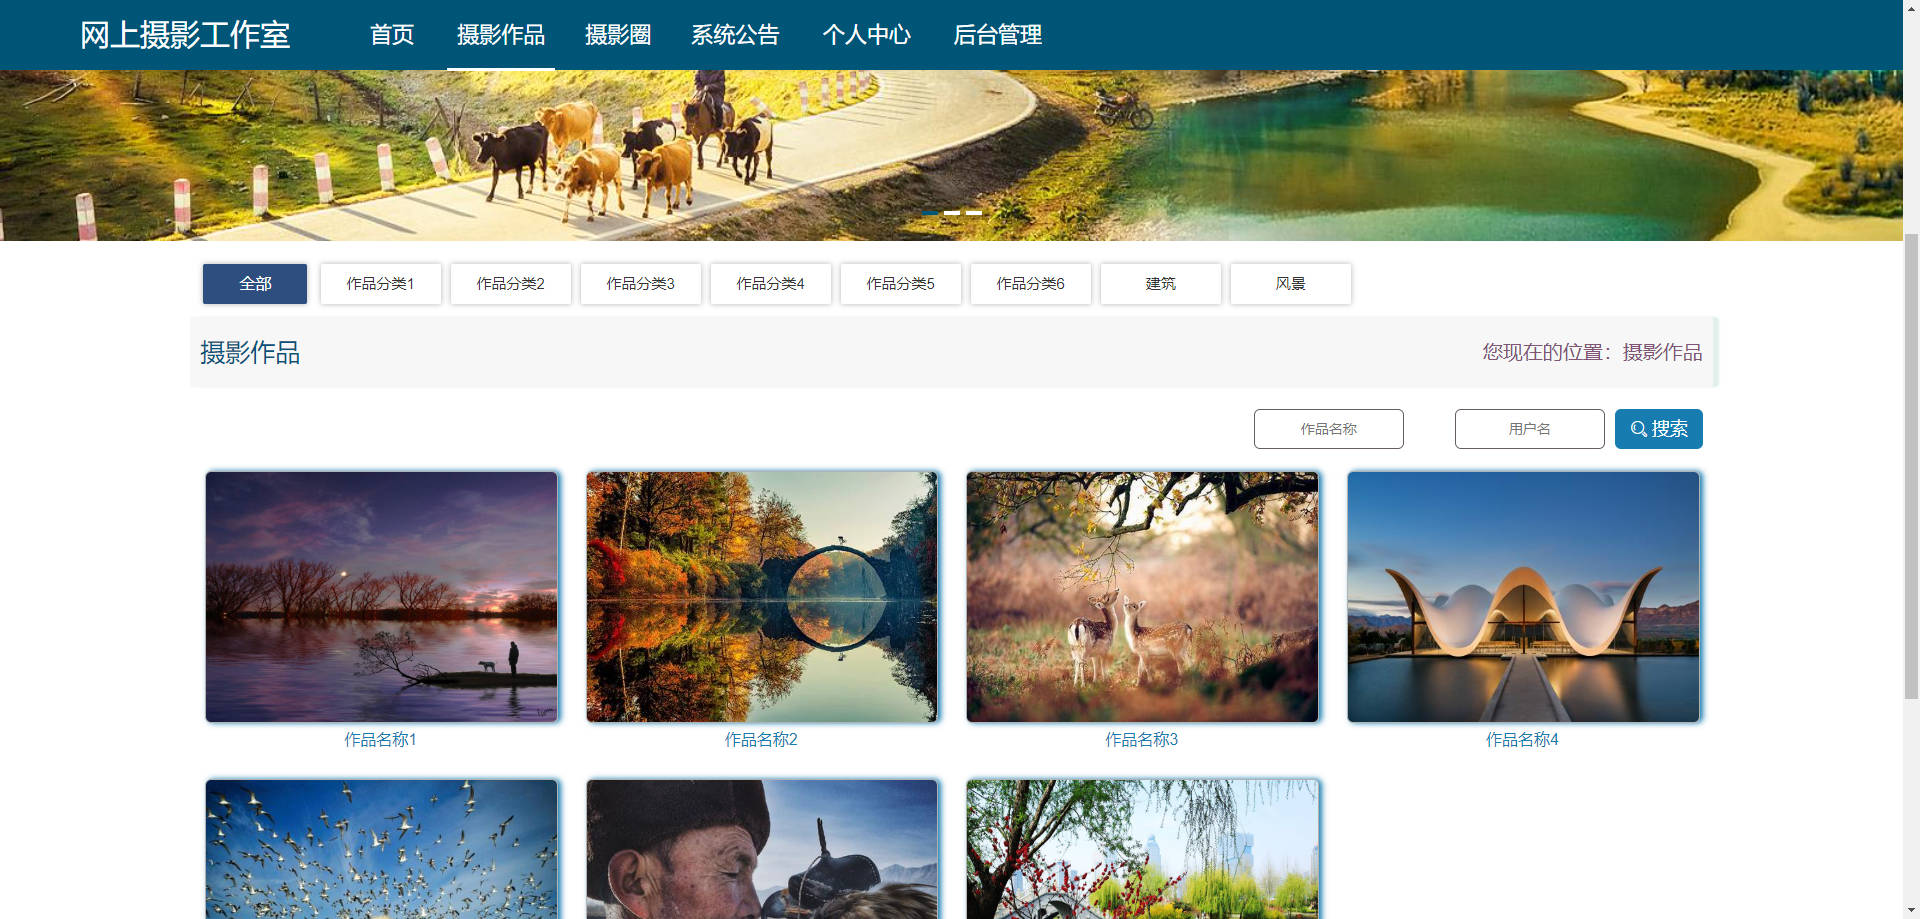 网上摄影工作室 首页 摄影作品 摄影圈 系统公告 个人中心 后台管理
全部 作品分类1 作品分类2 作品分类3 作品分类4 作品分类5 作品分类6 建筑 风景
摄影作品 您现在的位置：摄影作品
作品名称 用户名 搜索
作品名称1 作品名称2 作品名称3 作品名称4